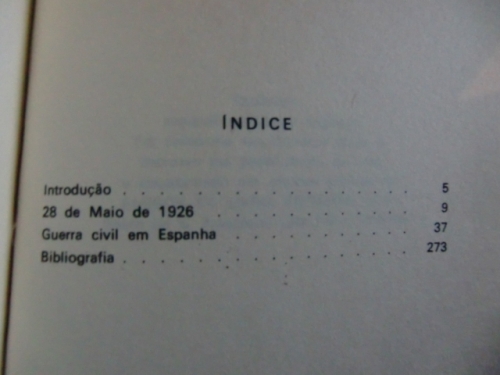 INDICE
Introdução . . . . . . . . . . . . . . . . 5
28 de Maio de 1926 . . . . . . . . . . . 9
Guerra civil em Espanha . . . . . . . . . . 37
Bibliografia . . . . . . . . . . . . . . . . 273